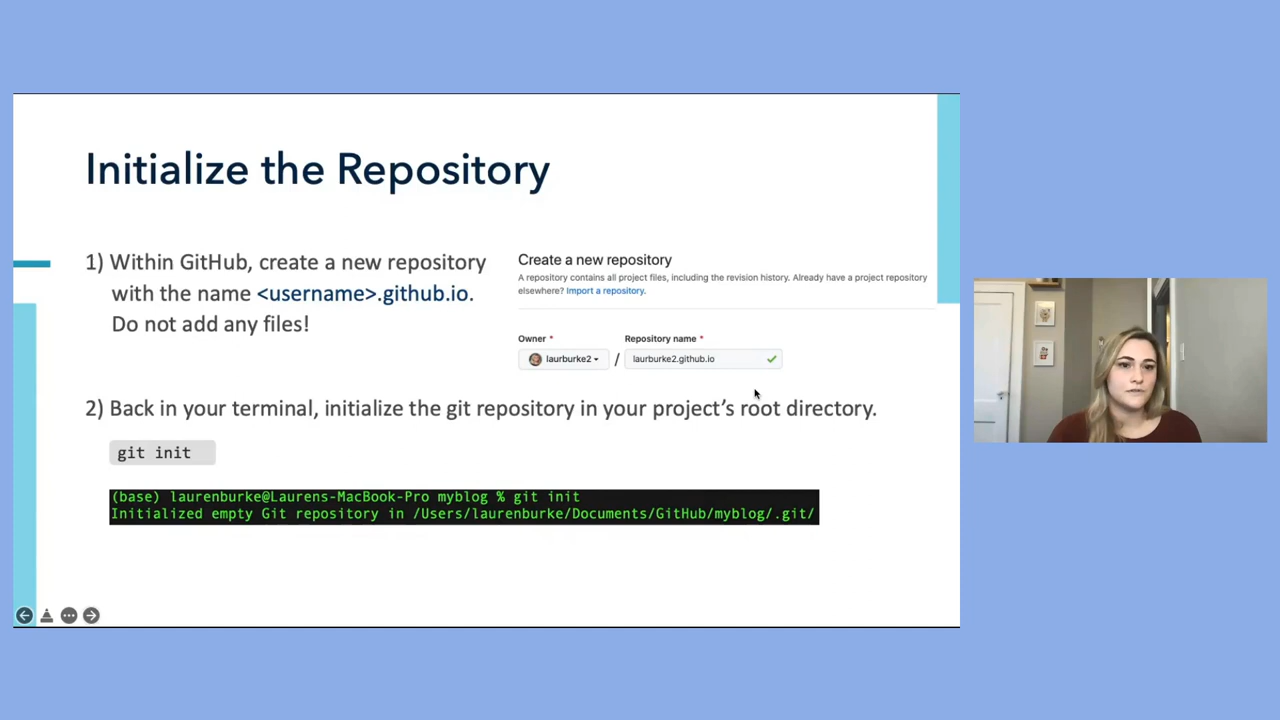 Initialize the Repository
1) Within GitHub, create a new repository
with the name <username>.github.io.
Do not add any files!
Create a new repository
A repository contains all project files, including the revision history. Already have a project repository
elsewhere? Import a repository.
Owner *
Repository name *
laurburke2
/
laurburke2.github.io
2) Back in your terminal, initialize the git repository in your project's root directory.
git init
(base) laurenburke@Laurens-MacBook-Pro myblog % git init
Initialized empty Git repository in /Users/laurenburke/Documents/GitHub/myblog/.git/